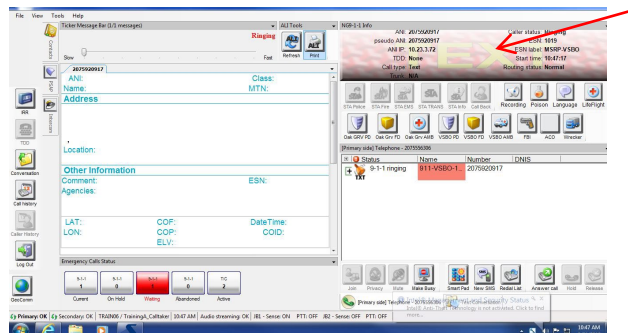 File View Tools Help
Ticker Message Bar (1/1 messages)
Ringing
Slow Fast
ALI Tools
Refresh Print
NG9-1-1 Info
ANI: 2075920917 Caller status: Ringing
pseudo ANI: 2075920917 ESN: 1019
ANI IP: 10.23.3.72 ESN label: MSRP-VSBO
TDD: None Start time: 10:47:17
Call type: Text Routing status: Normal
Trunk: N/A
Contacts
PSAP
Intercom
2075920917
ANI: Class:
Name: MTN:
Address
,
Location:
Other Information
Comment: ESN:
Agencies:
LAT: COF: DateTime:
LON: COP: COID:
ELV:
IRR
TDD
Conversation
Call history
Caller History
Log Out
GeoComm
STA Police STA Fire STA EMS STA TRANS STA Info Call Back Recording Poison Language LifeFlight
Oak GRV PD Oak Grv FD Oak Grv AMB VSBO PD VSBO FD VSBO AMB FBI ACO Wrecker
[Primary side] Telephone - 2075556306
Status Name Number DNIS
9-1-1 ringing 911-VSBO-1... 2075920917
TXT
Emergency Calls Status
9-1-1 9-1-1 9-1-1 9-1-1 TIC
1 0 0 2
Current On Hold Waiting Abandoned Active
Join Privacy Mute Make Busy Smart Pad New SMS Redial List Answer call Hold Release
[Primary side] Telephone
Primary: OK Secondary: OK TRAIN06 / TrainingA_Calltaker 10:47 AM Audio streaming: OK JB1 - Sense: ON PTT: OFF JB2 - Sense: OFF PTT: OFF
10:47 AM